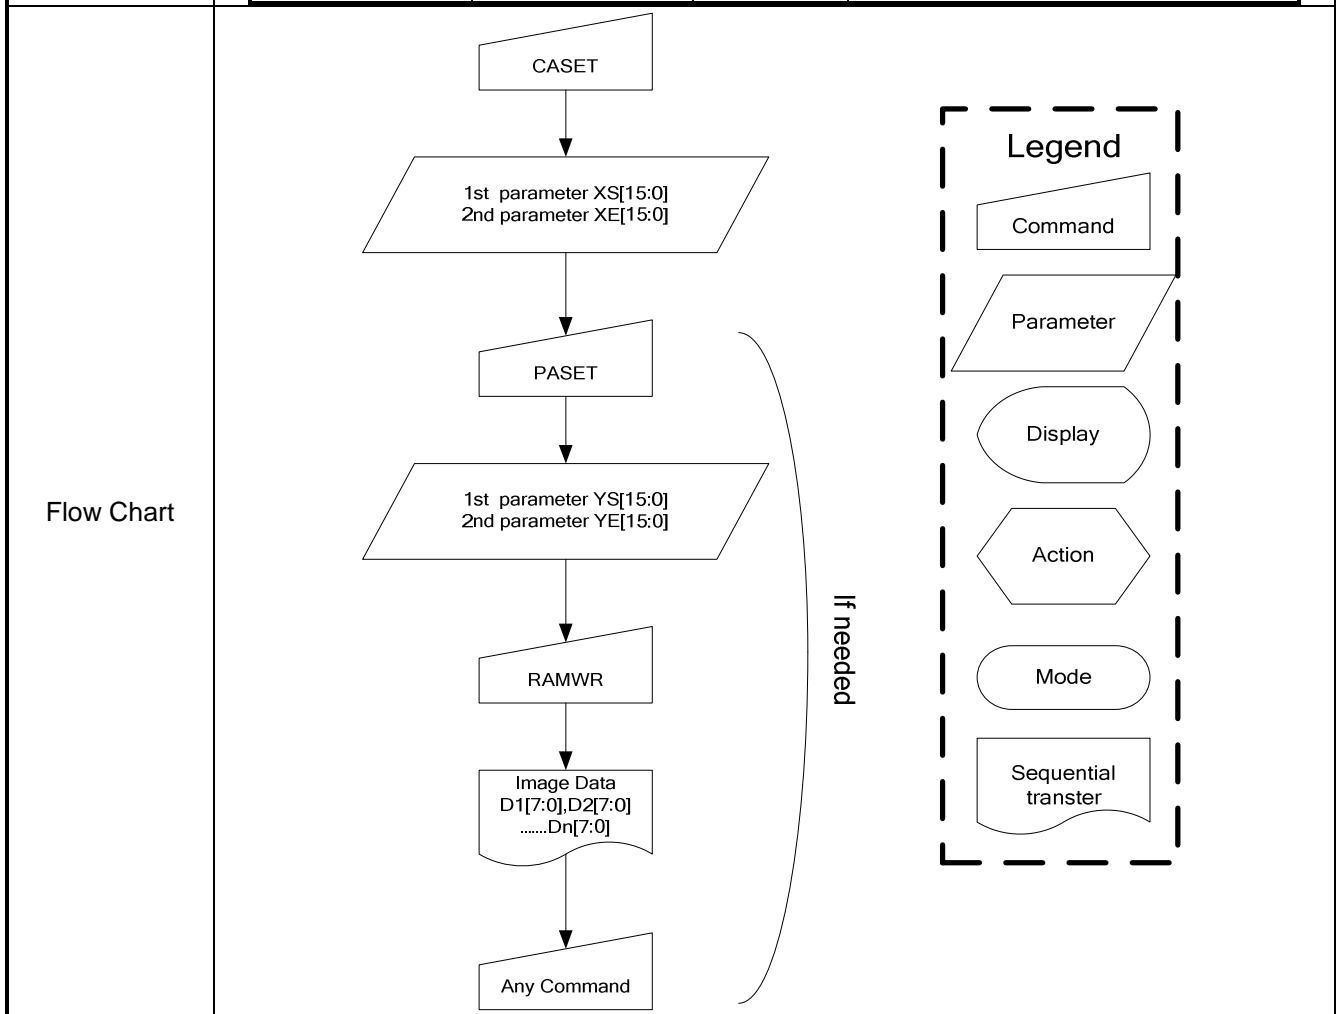 Flow Chart
CASET
1st parameter XS[15:0]
2nd parameter XE[15:0]
PASET
1st parameter YS[15:0]
2nd parameter YE[15:0]
RAMWR
Image Data
D1[7:0],D2[7:0]
.......Dn[7:0]
Any Command
If needed
Legend
Command
Parameter
Display
Action
Mode
Sequential
transter